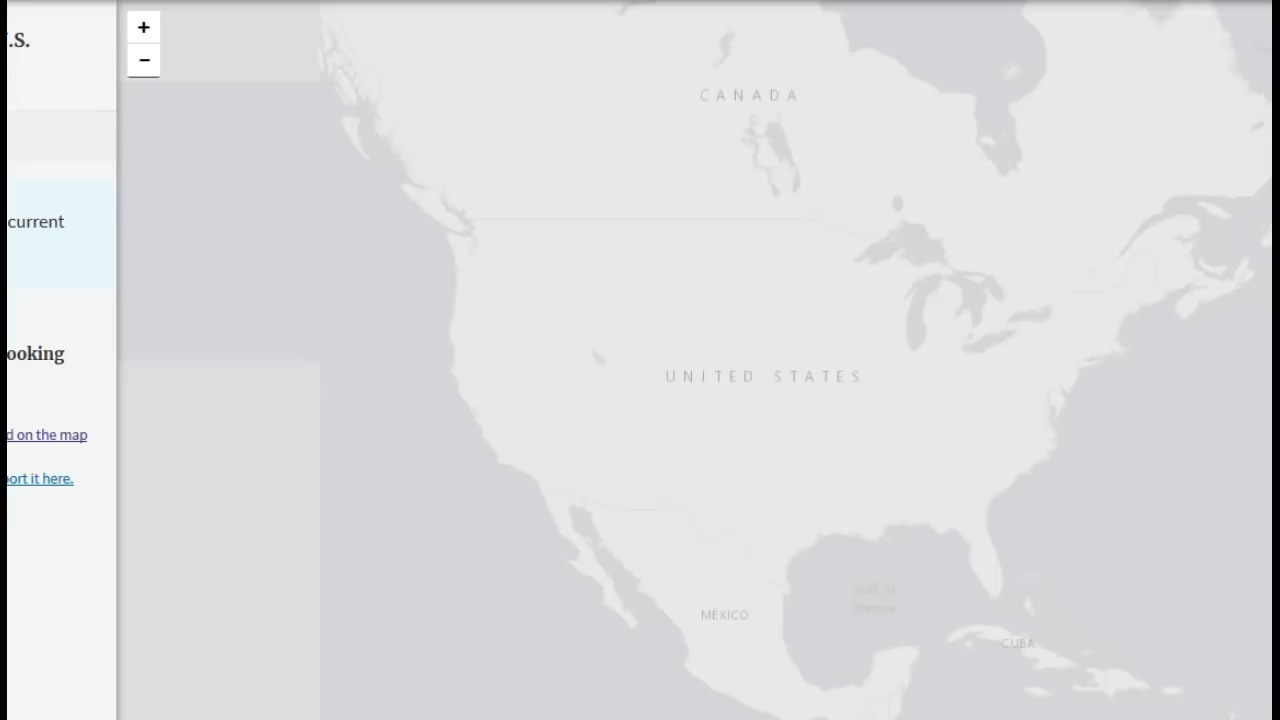 .S.
current
ooking
d on the map
ort it here.
+
−
CANADA
UNITED STATES
MÉXICO
CUBA